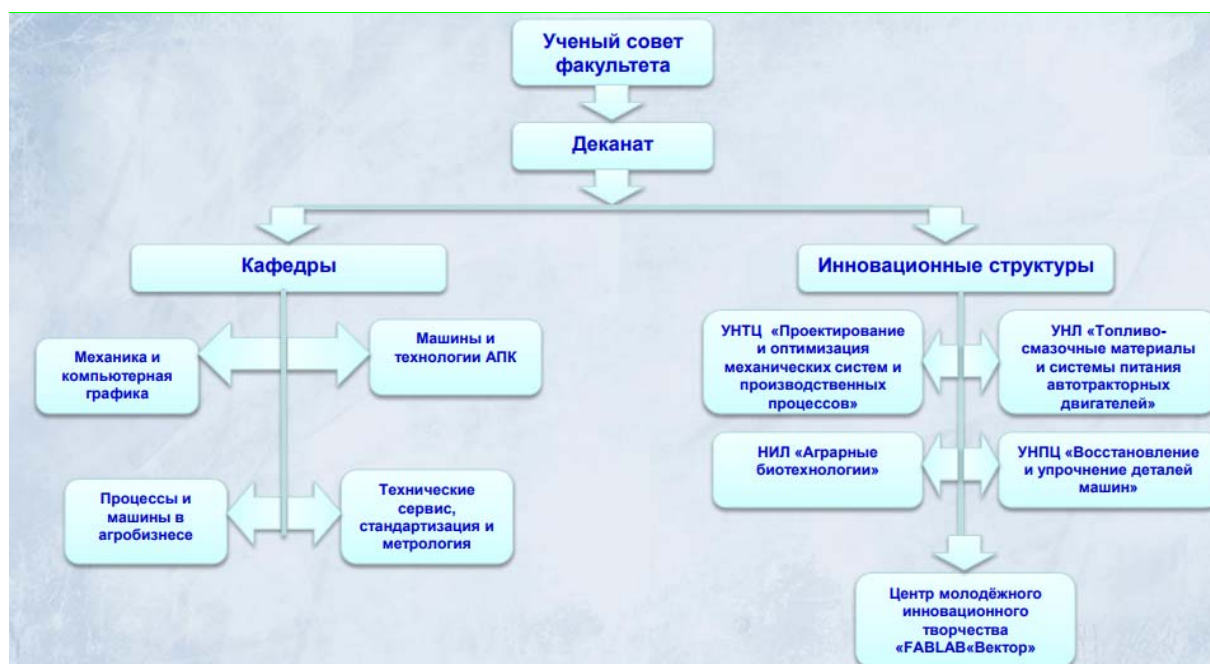 Ученый совет
факультета
Деканат
Кафедры
Инновационные структуры
Механика и
компьютерная
графика
Машины и
технологии АПК
Процессы и
машины в
агробизнесе
Технические
сервис,
стандартизация и
метрология
УНТЦ «Проектирование
и оптимизация
механических систем и
производственных
процессов»
УНЛ «Топливо-
смазочные материалы
и системы питания
автотракторных
двигателей»
НИЛ «Аграрные
биотехнологии»
УНПЦ «Восстановление
и упрочнение деталей
машин»
Центр молодёжного
инновационного
творчества
«FABLAB«Вектор»